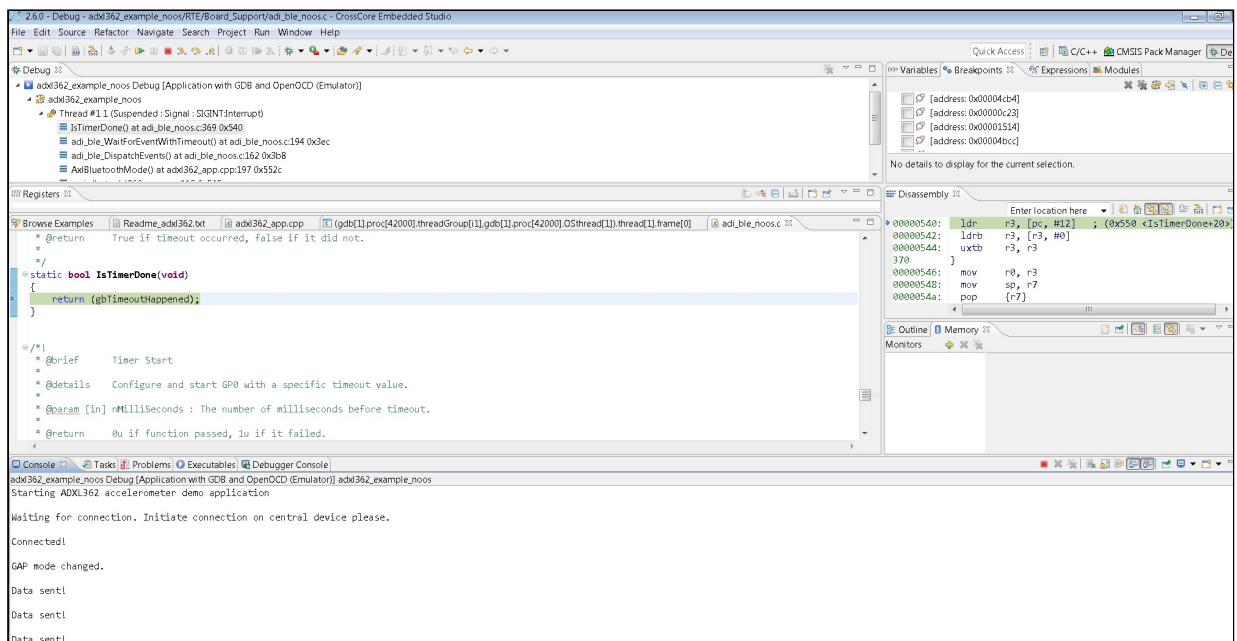 2.6.0 - Debug - adxl362_example_noos/RTE/Board_Support/adi_ble_noos.c - CrossCore Embedded Studio
File Edit Source Refactor Navigate Search Project Run Window Help
Quick Access C/C++ CMSIS Pack Manager De
Debug
adxl362_example_noos Debug [Application with GDB and OpenOCD (Emulator)]
adxl362_example_noos
Thread #1 1 (Suspended : Signal : SIGINT:Interrupt)
IsTimerDone() at adi_ble_noos.c:369 0x540
adi_ble_WaitForEventWithTimeout() at adi_ble_noos.c:194 0x3ec
adi_ble_DispatchEvents() at adi_ble_noos.c:162 0x3b8
AxlBluetoothMode() at adxl362_app.cpp:197 0x552c
Variables Breakpoints Expressions Modules
[address: 0x00004cb4]
[address: 0x00000c23]
[address: 0x00001514]
[address: 0x00004bcc]
No details to display for the current selection.
Registers
Browse Examples Readme_adxl362.txt adxl362_app.cpp (gdb[1].proc[42000].threadGroup[i1],gdb[1].proc[42000].OSthread[1]).thread[1].frame[0] adi_ble_noos.c
* @return True if timeout occurred, false if it did not.
*
*/
static bool IsTimerDone(void)
{
return (gbTimeoutHappened);
}
/*!
* @brief Timer Start
*
* @details Configure and start GP0 with a specific timeout value.
*
* @param [in] nMilliSeconds : The number of milliseconds before timeout.
*
* @return 0u if function passed, 1u if it failed.
Disassembly
Enter location here
00000540: ldr r3, [pc, #12] ; (0x550 <IsTimerDone+20>)
00000542: ldrb r3, [r3, #0]
00000544: uxtb r3, r3
370 }
00000546: mov r0, r3
00000548: mov sp, r7
0000054a: pop {r7}
Outline Memory
Monitors
Console Tasks Problems Executables Debugger Console
adxl362_example_noos Debug [Application with GDB and OpenOCD (Emulator)] adxl362_example_noos
Starting ADXL362 accelerometer demo application
Waiting for connection. Initiate connection on central device please.
Connected!
GAP mode changed.
Data sent!
Data sent!
Data sent!